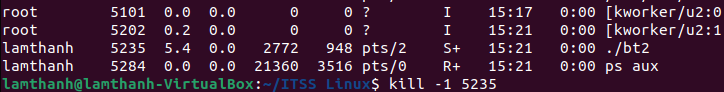 root 5101 0.0 0.0 0 0 ? I 15:17 0:00 [kworker/u2:0
root 5202 0.2 0.0 0 0 ? I 15:21 0:00 [kworker/u2:1
lamthanh 5235 5.4 0.0 2772 948 pts/2 S+ 15:21 0:00 ./bt2
lamthanh 5284 0.0 0.0 21360 3516 pts/0 R+ 15:21 0:00 ps aux
lamthanh@lamthanh-VirtualBox:~/ITSS Linux$ kill -1 5235